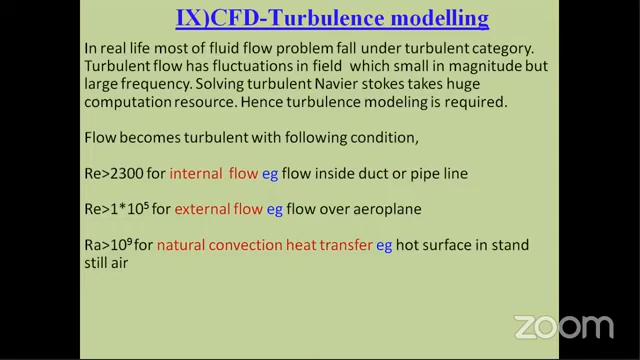 IX)CFD-Turbulence modelling
In real life most of fluid flow problem fall under turbulent category.
Turbulent flow has fluctuations in field which small in magnitude but
large frequency. Solving turbulent Navier stokes takes huge
computation resource. Hence turbulence modeling is required.
Flow becomes turbulent with following condition,
Re>2300 for internal flow eg flow inside duct or pipe line
Re>1*10⁵ for external flow eg flow over aeroplane
Ra>10⁹ for natural convection heat transfer eg hot surface in stand
still air
zoom